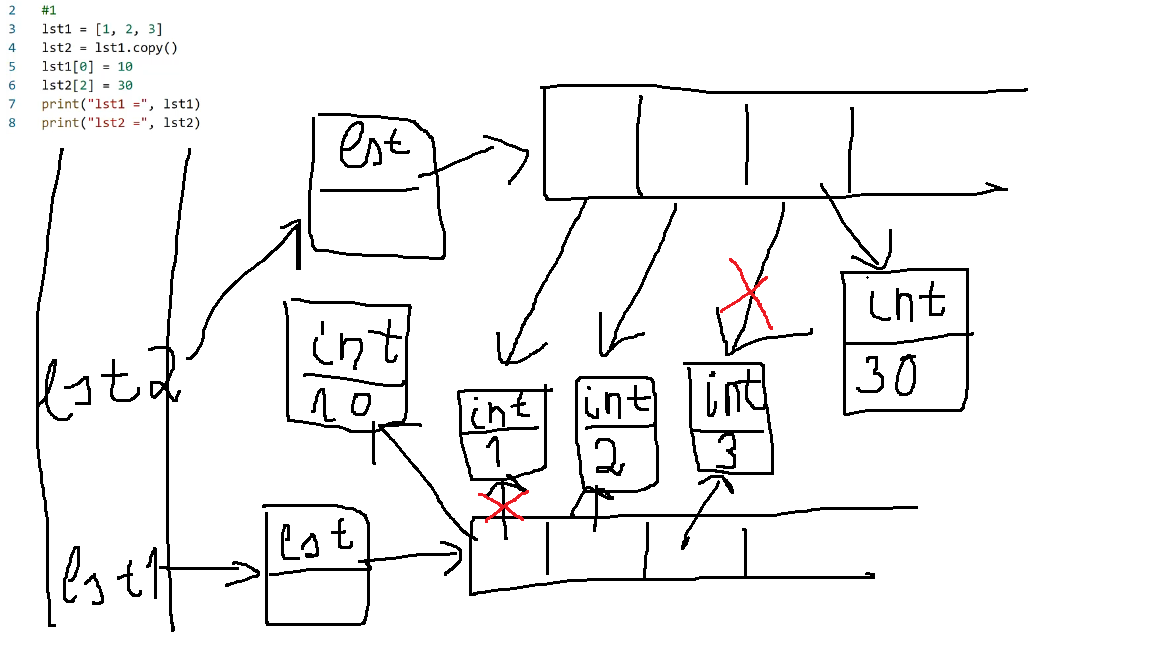 2 #1
3 lst1 = [1, 2, 3]
4 lst2 = lst1.copy()
5 lst1[0] = 10
6 lst2[2] = 30
7 print("lst1 =", lst1)
8 print("lst2 =", lst2)
lst
int
30
int
10
lst2
int
1
int
2
int
3
lst
lst1